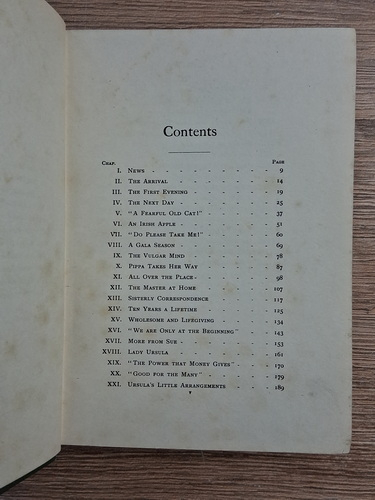 Contents
Chap. Page
I. News - - - - - - - - - 9
II. The Arrival - - - - - - - 14
III. The First Evening - - - - - - 19
IV. The Next Day - - - - - - - 25
V. "A Fearful Old Cat!" - - - - - 37
VI. An Irish Apple - - - - - - - 51
VII. "Do Please Take Me!" - - - - - 60
VIII. A Gala Season - - - - - - - 69
IX. The Vulgar Mind - - - - - - 78
X. Pippa Takes Her Way - - - - - 87
XI. All Over the Place - - - - - - 98
XII. The Master at Home - - - - - 107
XIII. Sisterly Correspondence - - - - 117
XIV. Ten Years a Lifetime - - - - - 125
XV. Wholesome and Lifegiving - - - - 134
XVI. "We are Only at the Beginning" - - - 143
XVII. More from Sue - - - - - - - 153
XVIII. Lady Ursula - - - - - - - 161
XIX. "The Power that Money Gives" - - - 170
XX. "Good for the Many" - - - - - 179
XXI. Ursula's Little Arrangements - - - 189
v